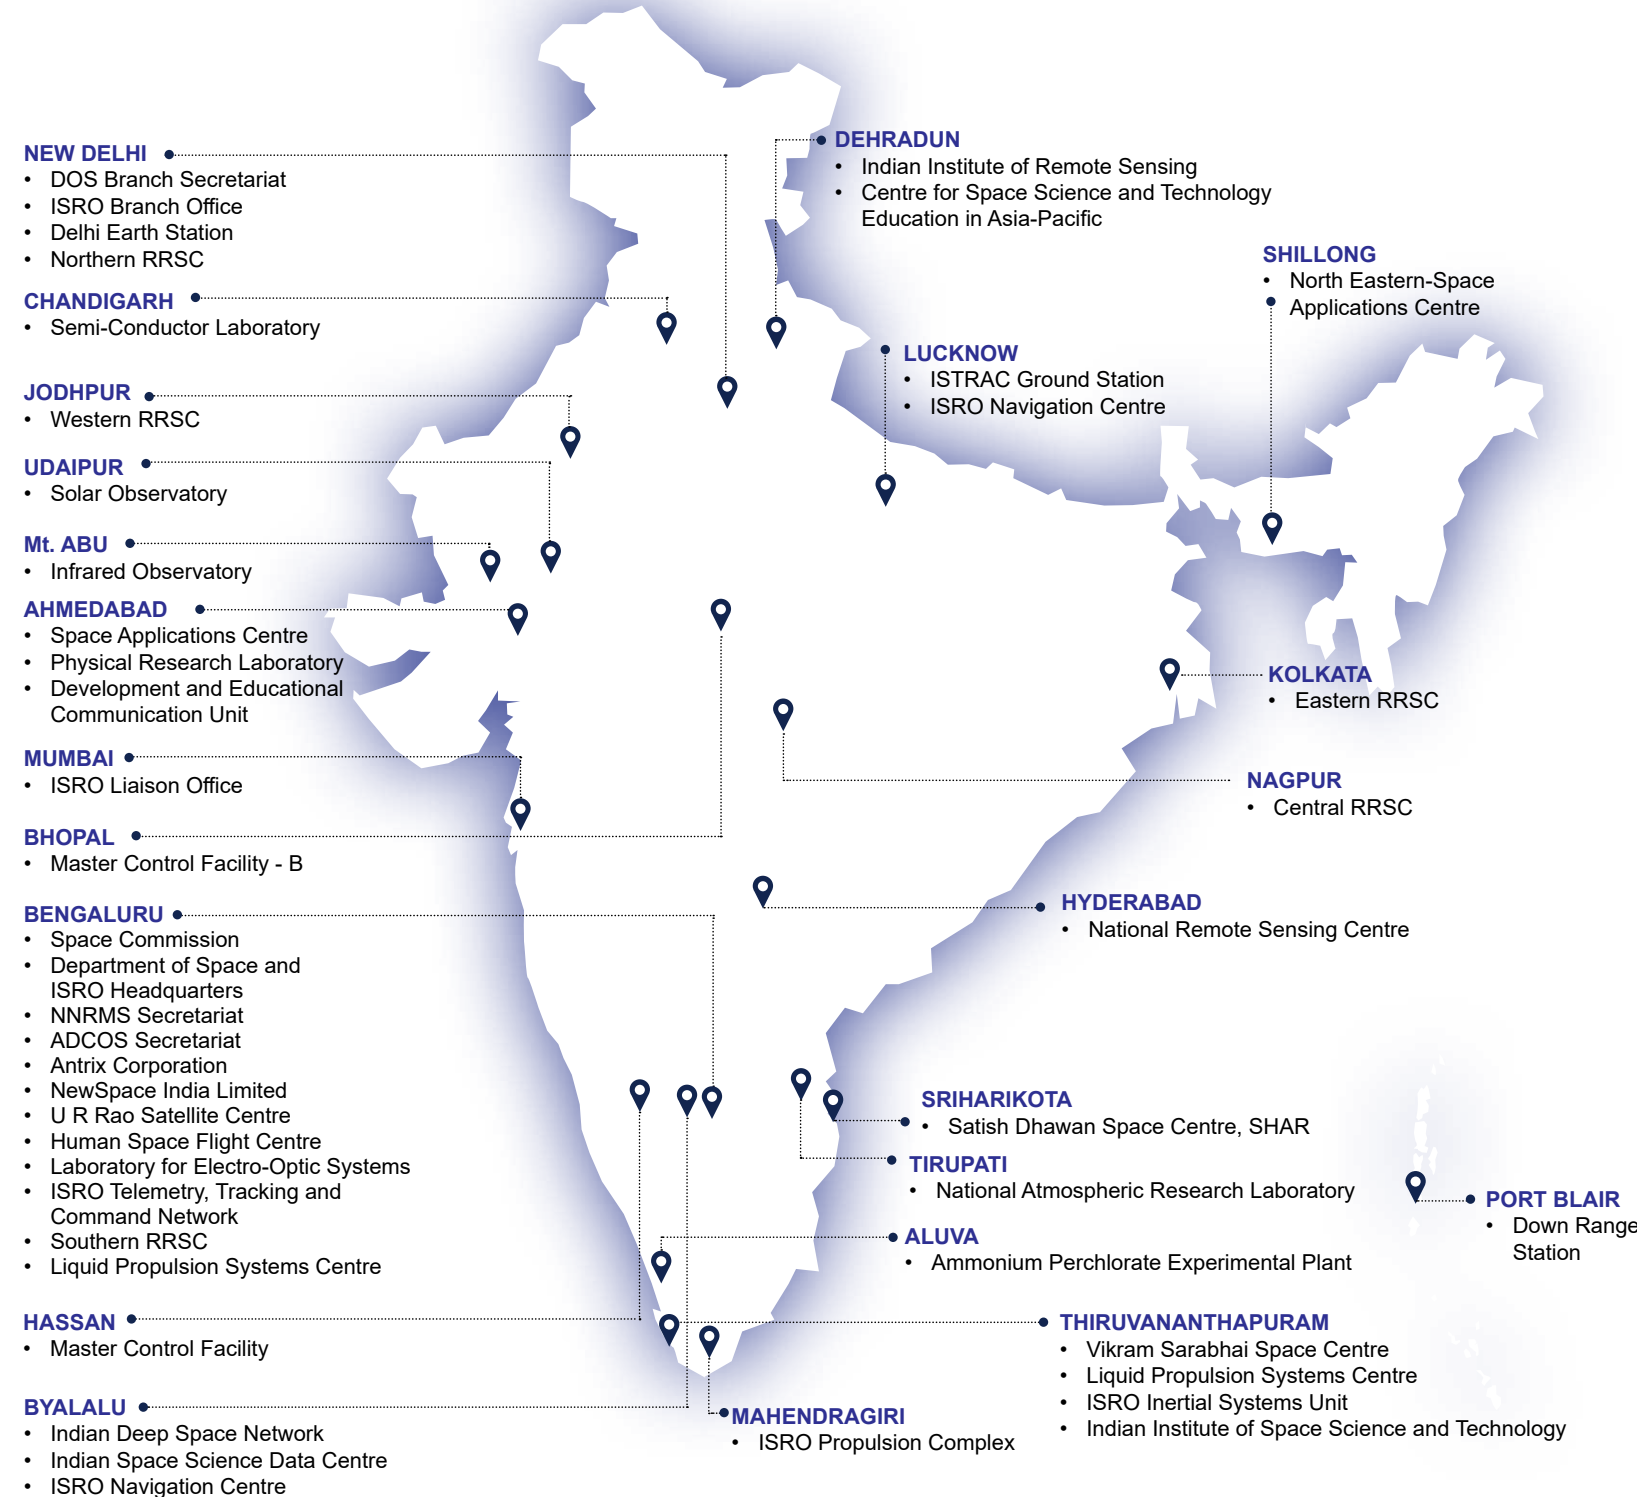 NEW DELHI
• DOS Branch Secretariat
• ISRO Branch Office
• Delhi Earth Station
• Northern RRSC
CHANDIGARH
• Semi-Conductor Laboratory
JODHPUR
• Western RRSC
UDAIPUR
• Solar Observatory
Mt. ABU
• Infrared Observatory
AHMEDABAD
• Space Applications Centre
• Physical Research Laboratory
• Development and Educational
Communication Unit
MUMBAI
• ISRO Liaison Office
BHOPAL
• Master Control Facility - B
BENGALURU
• Space Commission
• Department of Space and
ISRO Headquarters
• NNRMS Secretariat
• ADCOS Secretariat
• Antrix Corporation
• NewSpace India Limited
• U R Rao Satellite Centre
• Human Space Flight Centre
• Laboratory for Electro-Optic Systems
• ISRO Telemetry, Tracking and
Command Network
• Southern RRSC
• Liquid Propulsion Systems Centre
HASSAN
• Master Control Facility
BYALALU
• Indian Deep Space Network
• Indian Space Science Data Centre
• ISRO Navigation Centre
DEHRADUN
• Indian Institute of Remote Sensing
• Centre for Space Science and Technology
Education in Asia-Pacific
SHILLONG
• North Eastern-Space
Applications Centre
LUCKNOW
• ISTRAC Ground Station
• ISRO Navigation Centre
KOLKATA
• Eastern RRSC
NAGPUR
• Central RRSC
HYDERABAD
• National Remote Sensing Centre
SRIHARIKOTA
• Satish Dhawan Space Centre, SHAR
TIRUPATI
• National Atmospheric Research Laboratory
PORT BLAIR
• Down Range
Station
ALUVA
• Ammonium Perchlorate Experimental Plant
THIRUVANANTHAPURAM
• Vikram Sarabhai Space Centre
• Liquid Propulsion Systems Centre
• ISRO Inertial Systems Unit
• Indian Institute of Space Science and Technology
MAHENDRAGIRI
• ISRO Propulsion Complex